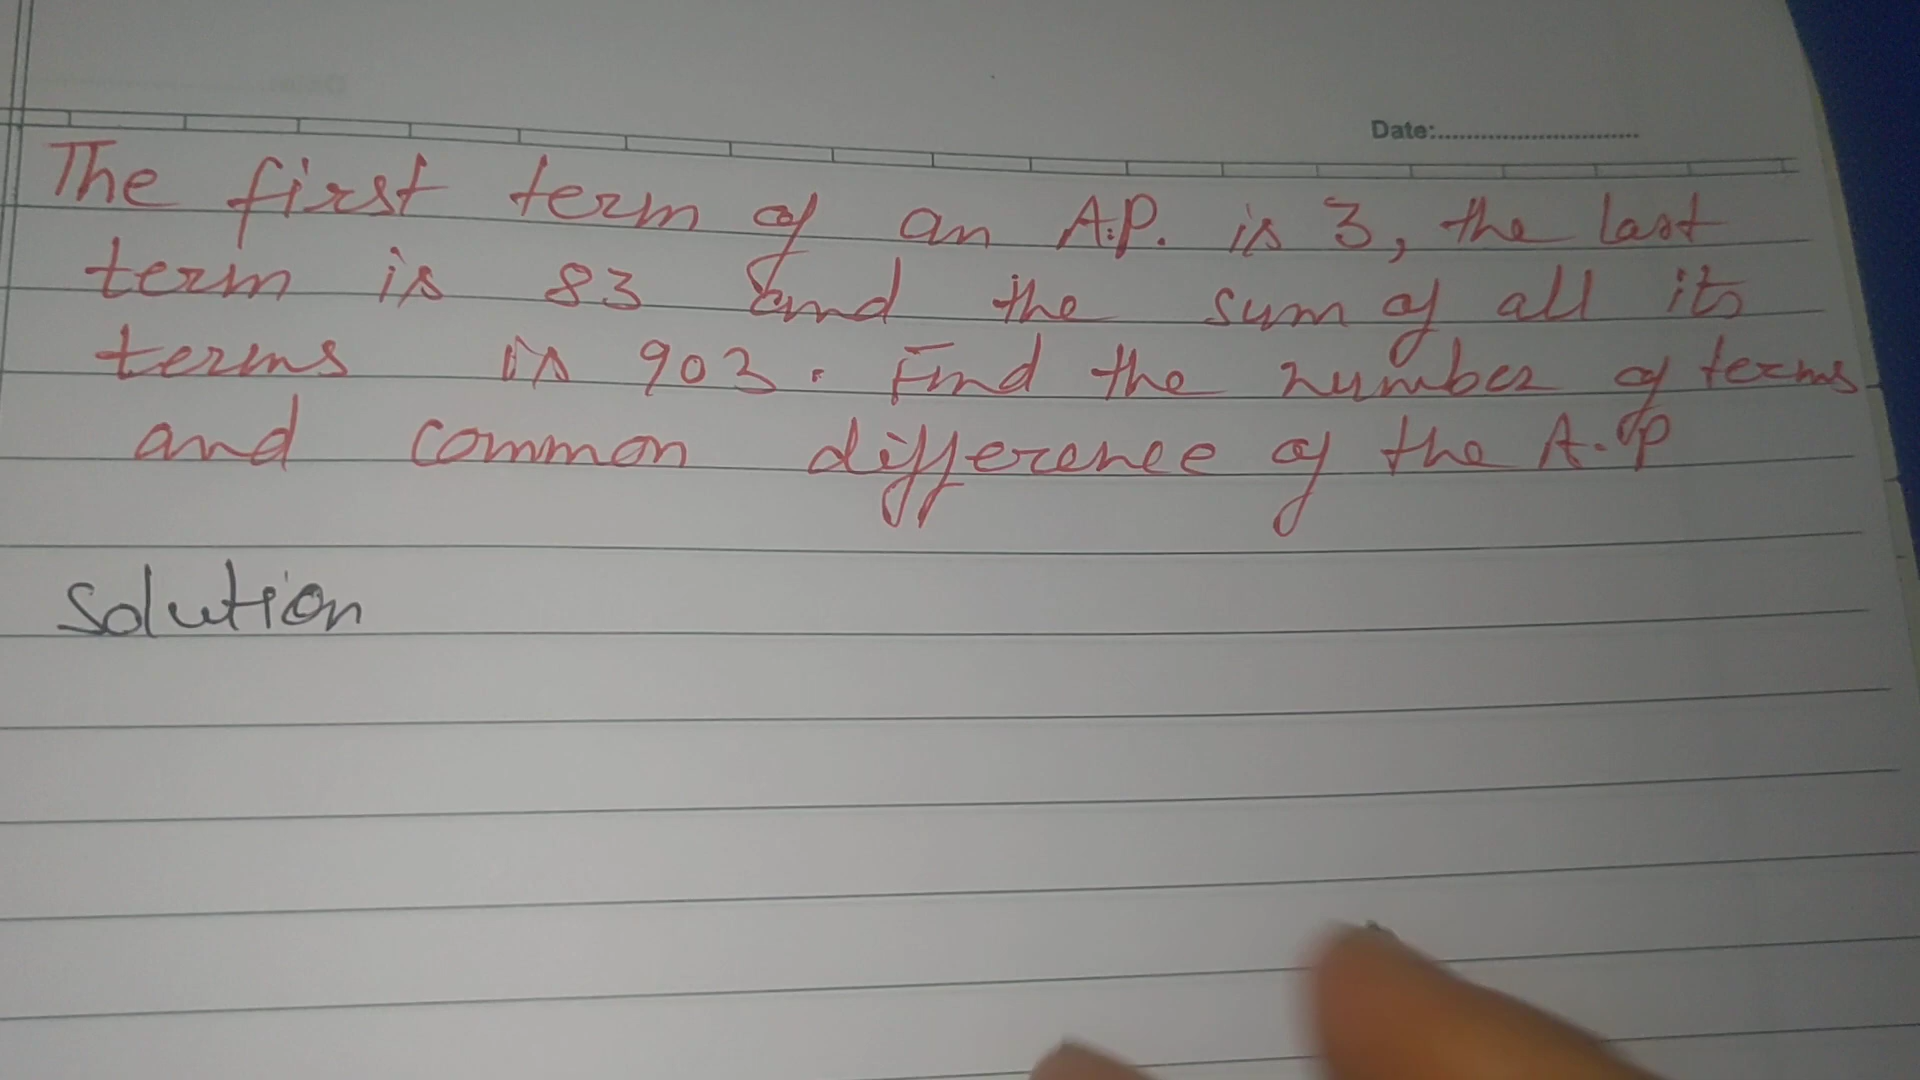 Date:..............................
The first term of an A.P. is 3, the last
term is 83 and the sum of all its
terms is 903. Find the number of terms
and common difference of the A.P
Solution